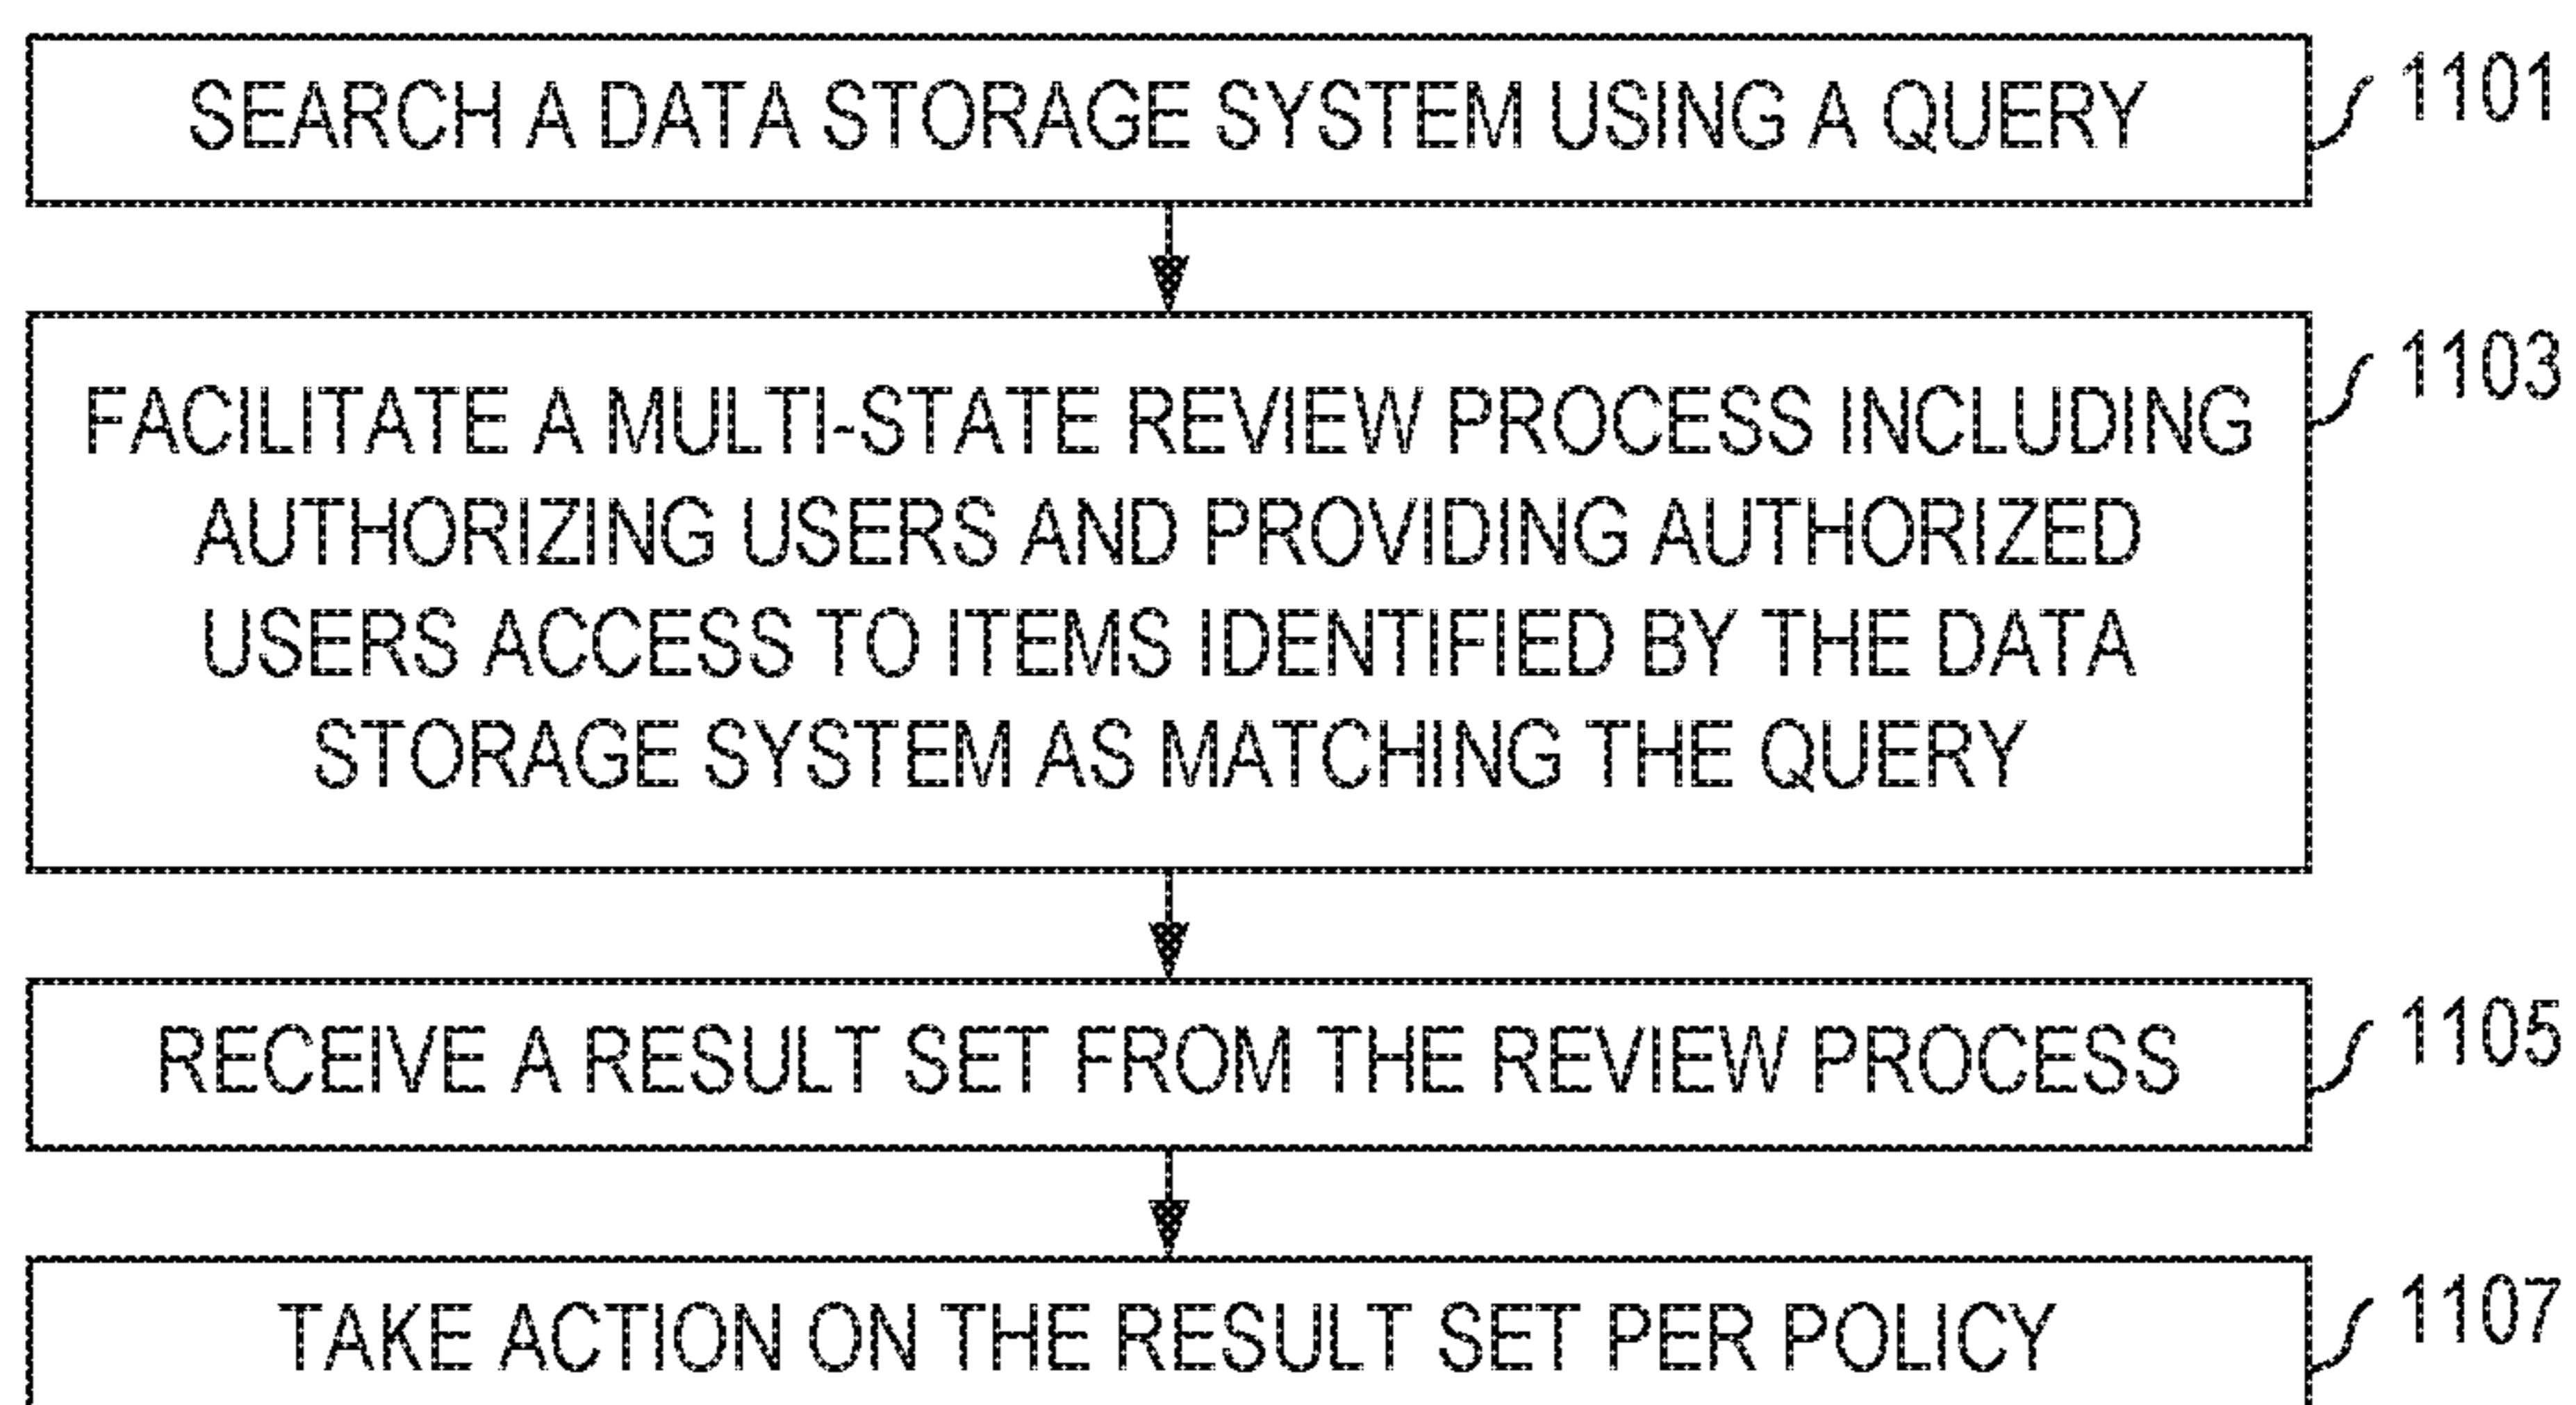 SEARCH A DATA STORAGE SYSTEM USING A QUERY
1101
FACILITATE A MULTI-STATE REVIEW PROCESS INCLUDING
1103
AUTHORIZING USERS AND PROVIDING AUTHORIZED
USERS ACCESS TO ITEMS IDENTIFIED BY THE DATA
STORAGE SYSTEM AS MATCHING THE QUERY
RECEIVE A RESULT SET FROM THE REVIEW PROCESS
1105
TAKE ACTION ON THE RESULT SET PER POLICY
1107